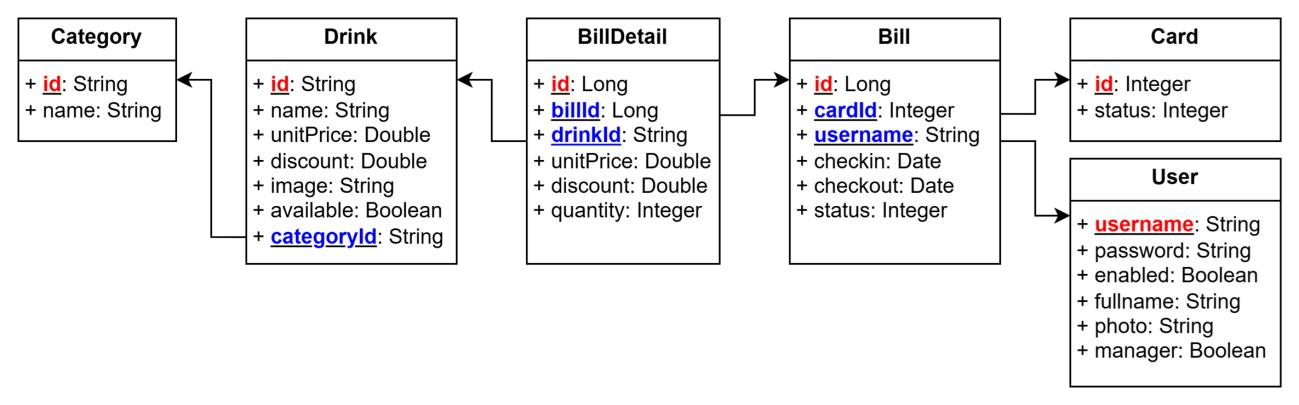 Category
+ id: String
+ name: String
Drink
+ id: String
+ name: String
+ unitPrice: Double
+ discount: Double
+ image: String
+ available: Boolean
+ categoryId: String
BillDetail
+ id: Long
+ billId: Long
+ drinkId: String
+ unitPrice: Double
+ discount: Double
+ quantity: Integer
Bill
+ id: Long
+ cardId: Integer
+ username: String
+ checkin: Date
+ checkout: Date
+ status: Integer
Card
+ id: Integer
+ status: Integer
User
+ username: String
+ password: String
+ enabled: Boolean
+ fullname: String
+ photo: String
+ manager: Boolean